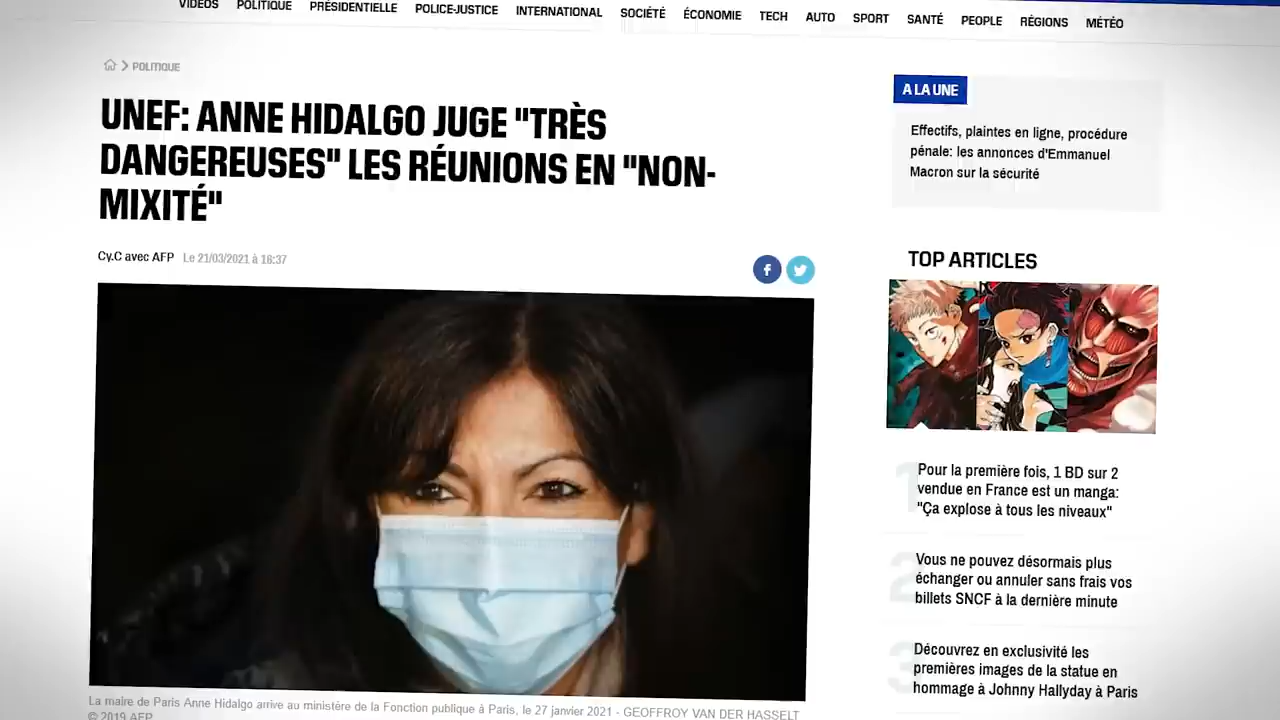 VIDÉOS POLITIQUE PRÉSIDENTIELLE POLICE-JUSTICE INTERNATIONAL SOCIÉTÉ ÉCONOMIE TECH AUTO SPORT SANTÉ PEOPLE RÉGIONS MÉTÉO
POLITIQUE
UNEF: ANNE HIDALGO JUGE "TRÈS
DANGEREUSES" LES RÉUNIONS EN "NON-
MIXITÉ"
Cy.C avec AFP Le 21/03/2021 à 16:37
La maire de Paris Anne Hidalgo arrive au ministère de la Fonction publique à Paris, le 27 janvier 2021 - GEOFFROY VAN DER HASSELT
© 2019 AFP
A LA UNE
Effectifs, plaintes en ligne, procédure
pénale: les annonces d'Emmanuel
Macron sur la sécurité
TOP ARTICLES
1
Pour la première fois, 1 BD sur 2
vendue en France est un manga:
"Ça explose à tous les niveaux"
2
Vous ne pouvez désormais plus
échanger ou annuler sans frais vos
billets SNCF à la dernière minute
3
Découvrez en exclusivité les
premières images de la statue en
hommage à Johnny Hallyday à Paris